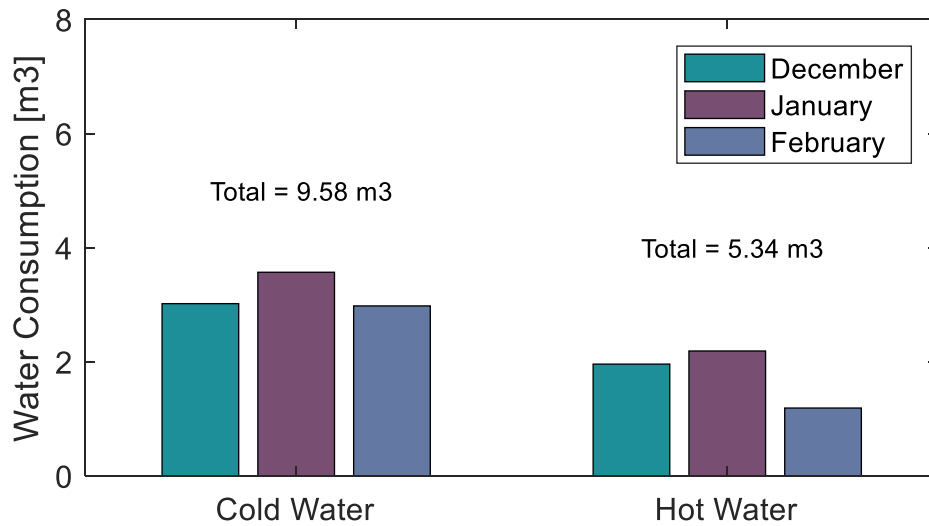 8
6
4
2
0
Water Consumption [m3]
December
January
February
Total = 9.58 m3
Total = 5.34 m3
Cold Water
Hot Water